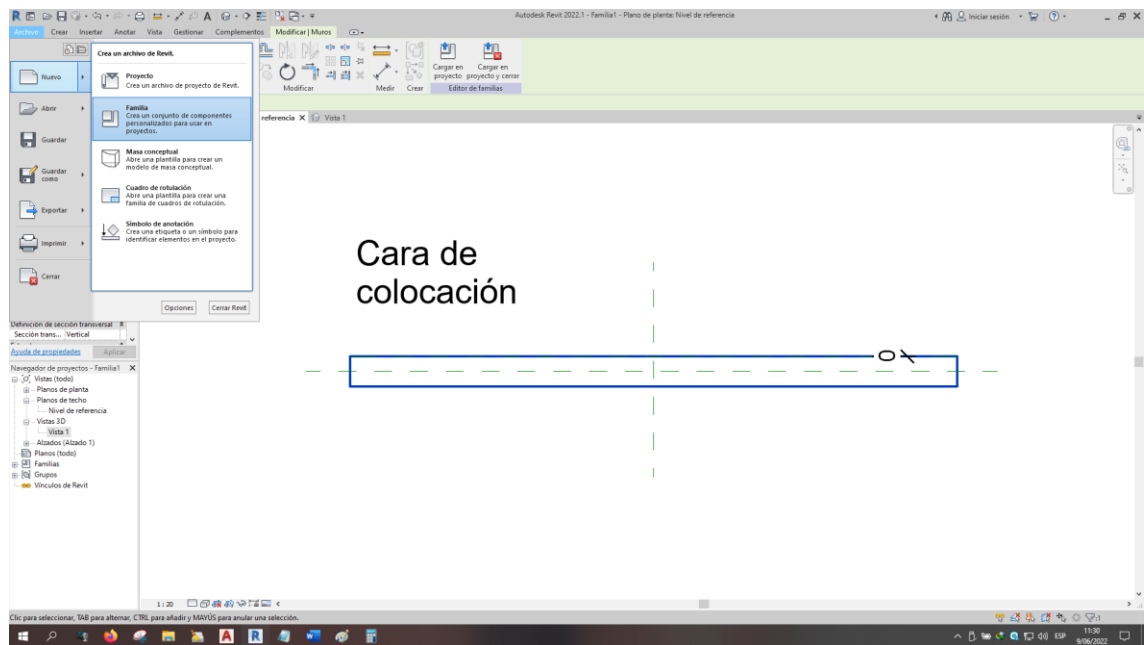 Autodesk Revit 2022.1 - Familia1 - Plano de planta: Nivel de referencia
Iniciar sesión
Archivo Crear Insertar Anotar Vista Gestionar Complementos Modificar | Muros
Nuevo
Abrir
Guardar
Guardar como
Exportar
Imprimir
Cerrar
Crea un archivo de Revit.
Proyecto
Crea un archivo de proyecto de Revit.
Familia
Crea un conjunto de componentes
personalizados para usar en
proyectos.
Masa conceptual
Abre una plantilla para crear un
modelo de masa conceptual.
Cuadro de rotulación
Abre una plantilla para crear una
familia de cuadros de rotulación.
Símbolo de anotación
Crea una etiqueta o un símbolo para
identificar elementos en el proyecto.
Opciones Cerrar Revit
Cargar en
proyecto
Cargar en
proyecto y cerrar
Modificar Medir Crear Editor de familias
referencia X Vista 1
Cara de
colocación
Definición de sección transversal
Sección trans... Vertical
Ayuda de propiedades Aplicar
Navegador de proyectos - Familia1 X
Vistas (todo)
Planos de planta
Planos de techo
Nivel de referencia
Vistas 3D
Vista 1
Alzados (Alzado 1)
Planos (todo)
Familias
Grupos
Vínculos de Revit
1 : 20
Clic para seleccionar, TAB para alternar, CTRL para añadir y MAYÚS para anular una selección.
:1
ESP
11:30
9/06/2022